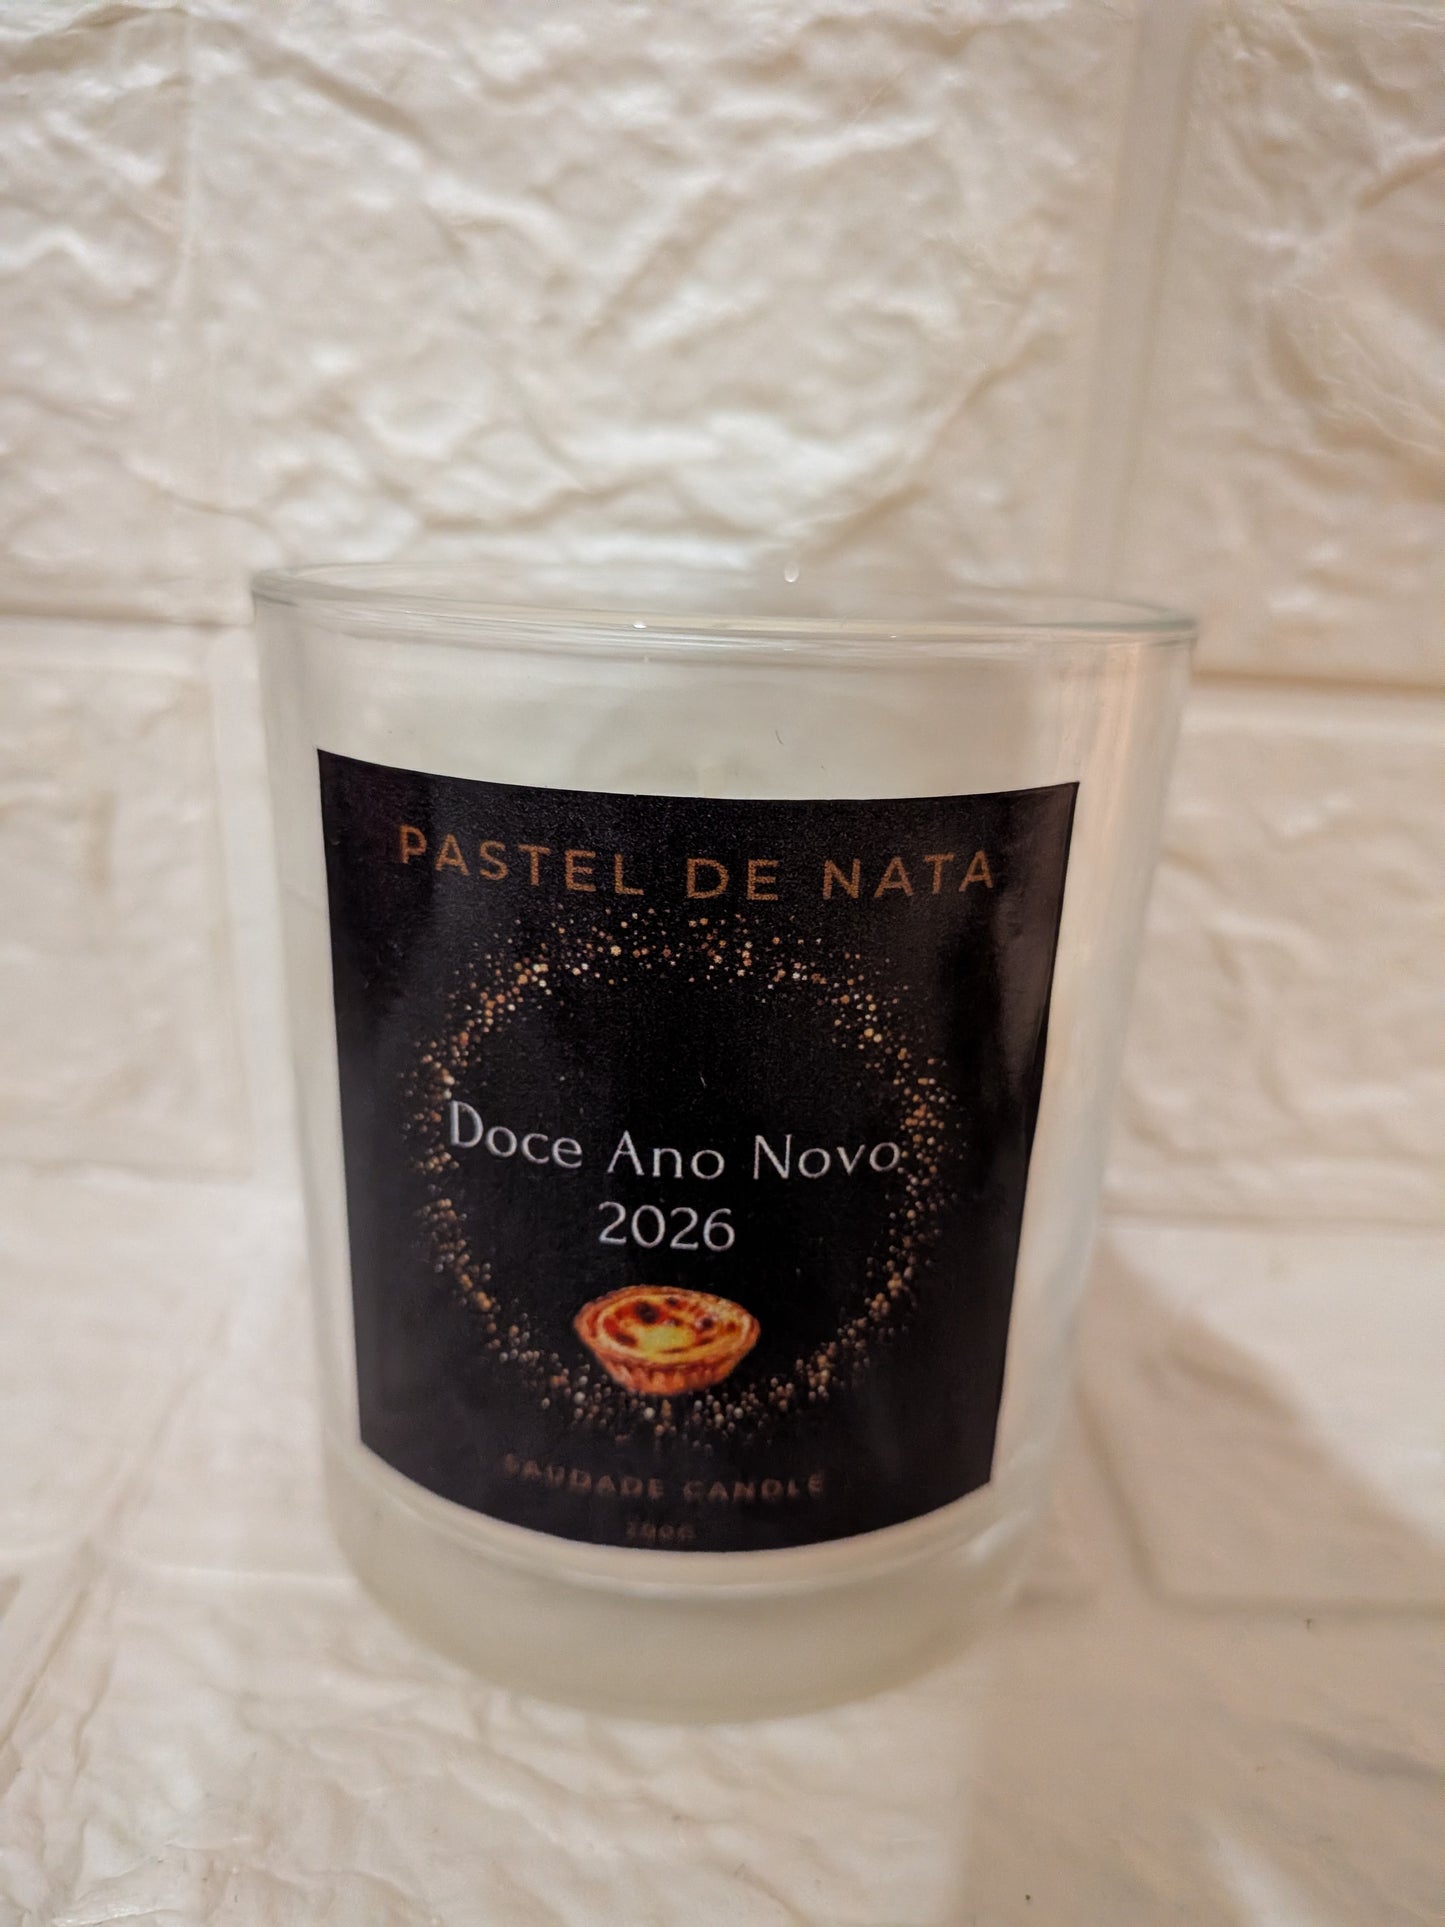 PASTEL DE NATA
Doce Ano Novo
2026
SAUDADE CANDLE